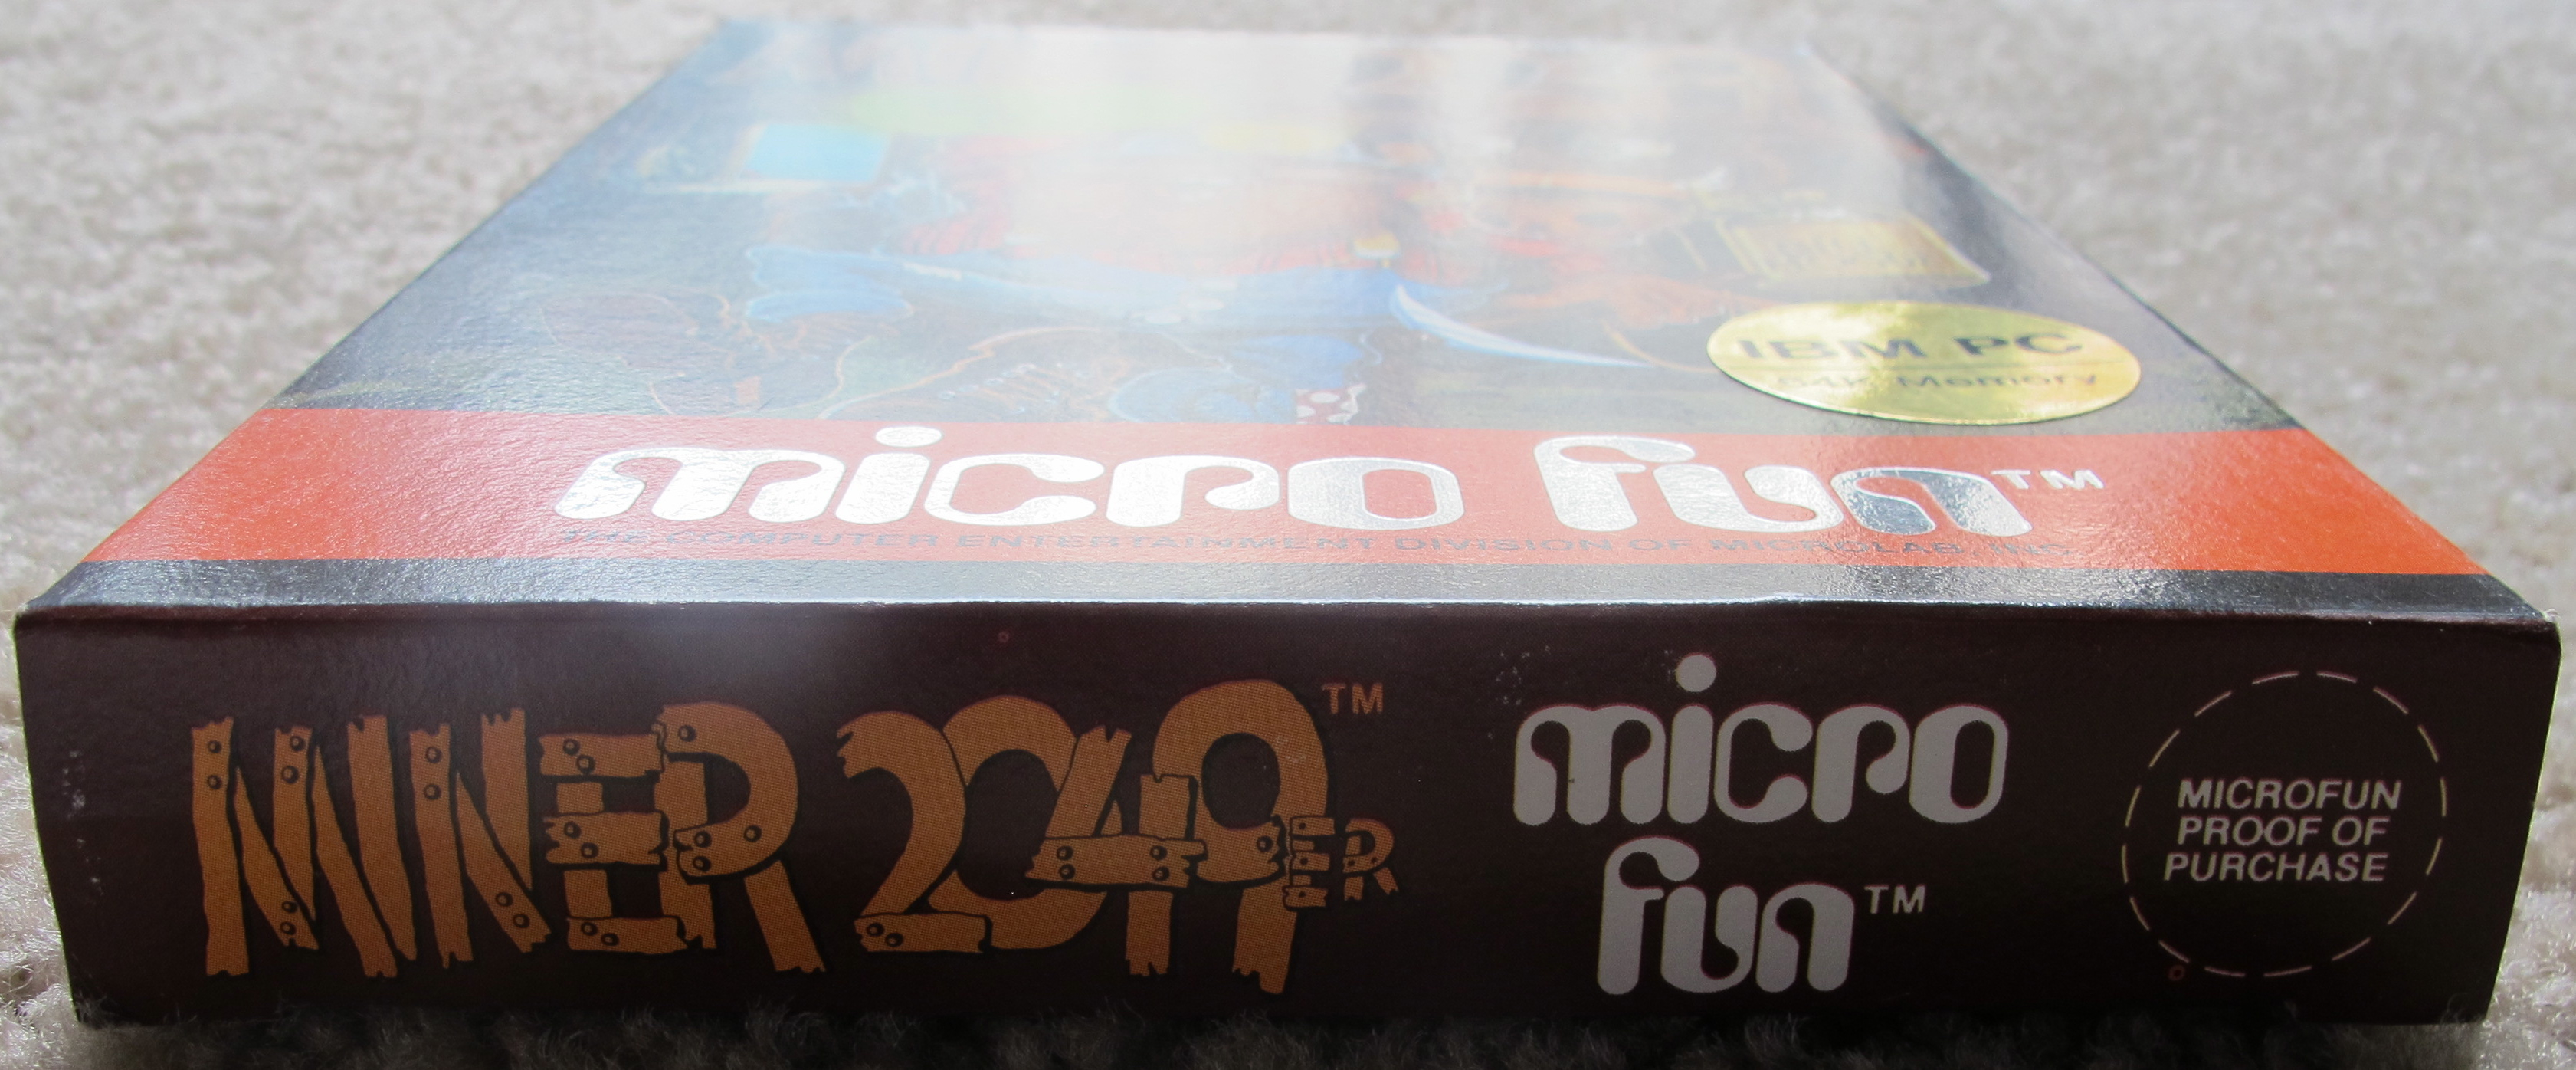 IBM PC
64K Memory
micro fun™
THE COMPUTER ENTERTAINMENT DIVISION OF MICROLAB, INC.
MINER 2049ER™
micro
fun™
MICROFUN
PROOF OF
PURCHASE